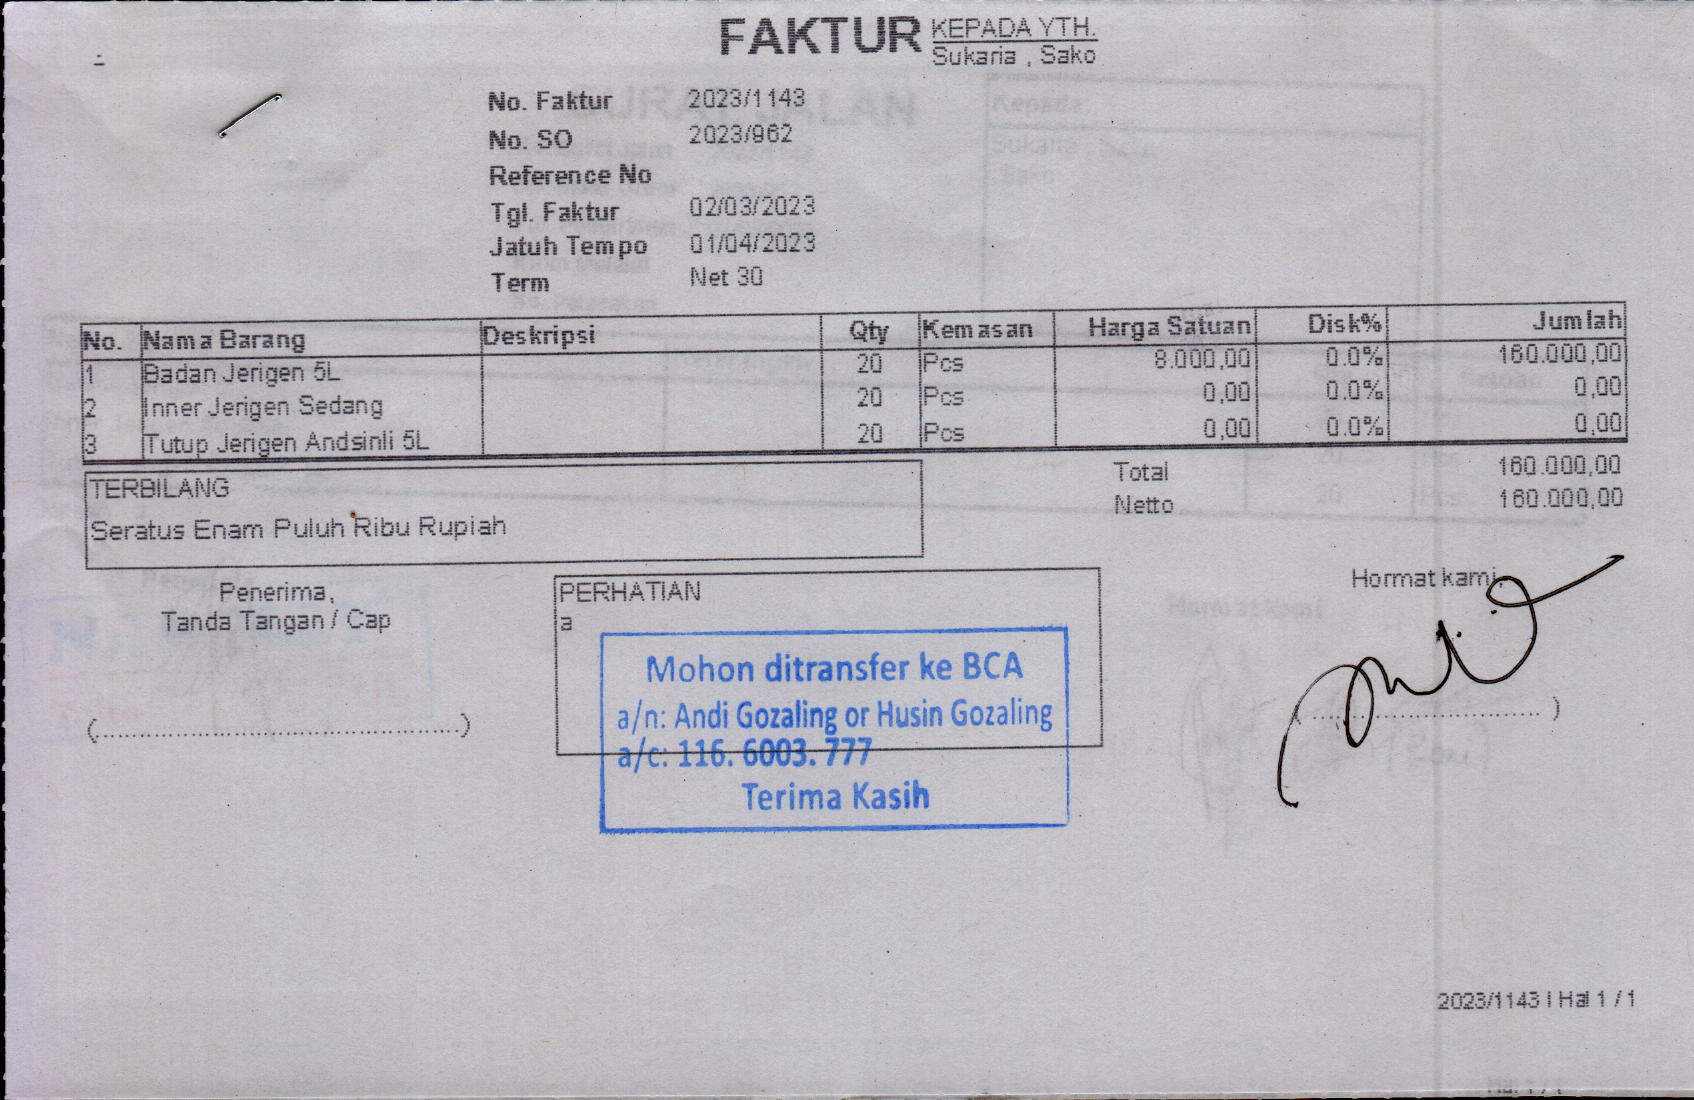 FAKTUR
KEPADA YTH.
Sukaria , Sako
No. Faktur 2023/1143
No. SO 2023/962
Reference No
Tgl. Faktur 02/03/2023
Jatuh Tempo 01/04/2023
Term Net 30
No. Nama Barang Deskripsi Qty Kemasan Harga Satuan Disk% Jumlah
1 Badan Jerigen 5L 20 Pcs 8.000,00 0.0% 160.000,00
2 Inner Jerigen Sedang 20 Pcs 0,00 0.0% 0,00
3 Tutup Jerigen Andsinli 5L 20 Pcs 0,00 0.0% 0,00
Total 160.000,00
Netto 160.000,00
TERBILANG
Seratus Enam Puluh Ribu Rupiah
Penerima,
Tanda Tangan / Cap
(....................................................)
PERHATIAN
a
Mohon ditransfer ke BCA
a/n: Andi Gozaling or Husin Gozaling
a/c: 116. 6003. 777
Terima Kasih
Hormat kami,
( .................................... )
2023/1143 | Hal 1 / 1